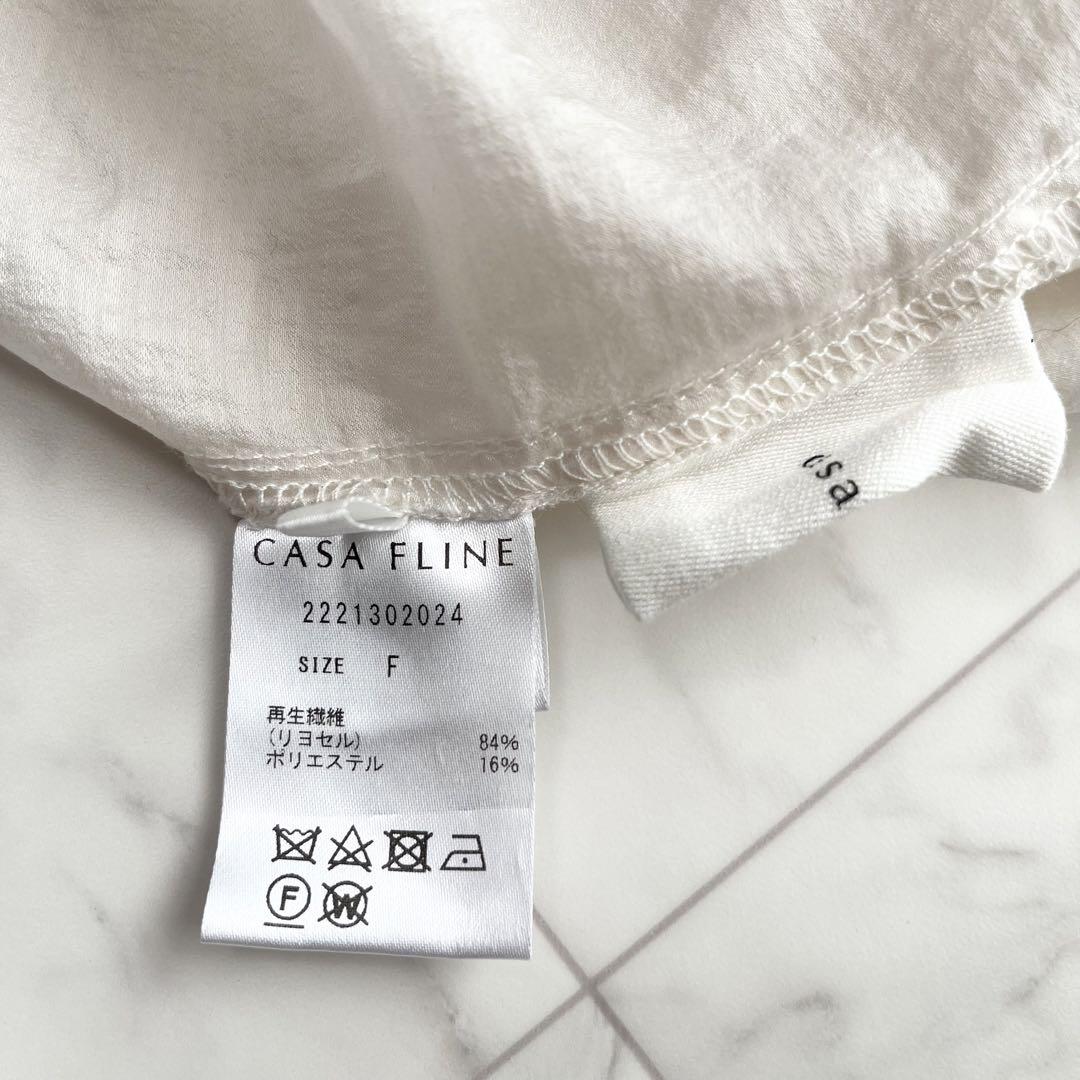 CASA FLINE
2221302024
SIZE F
再生繊維
(リヨセル) 84%
ポリエステル 16%
F
W